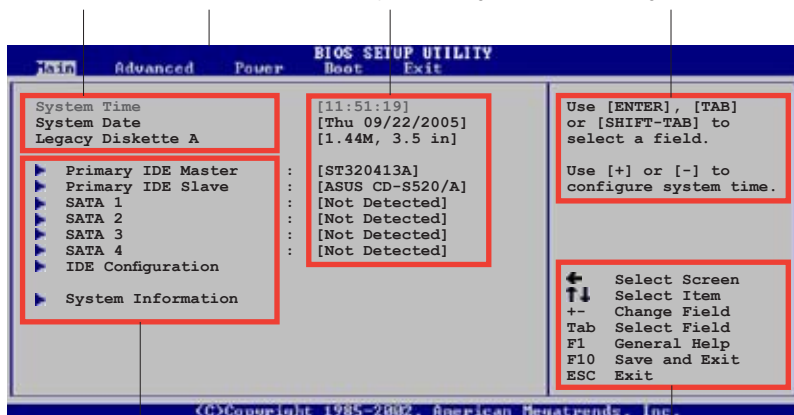 BIOS SETUP UTILITY
Main Advanced Power Boot Exit
System Time [11:51:19]
System Date [Thu 09/22/2005]
Legacy Diskette A [1.44M, 3.5 in]
Primary IDE Master : [ST320413A]
Primary IDE Slave : [ASUS CD-S520/A]
SATA 1 : [Not Detected]
SATA 2 : [Not Detected]
SATA 3 : [Not Detected]
SATA 4 : [Not Detected]
IDE Configuration
System Information
Use [ENTER], [TAB]
or [SHIFT-TAB] to
select a field.
Use [+] or [-] to
configure system time.
← Select Screen
↑↓ Select Item
+- Change Field
Tab Select Field
F1 General Help
F10 Save and Exit
ESC Exit
(C)Copyright 1985-2002, American Megatrends, Inc.